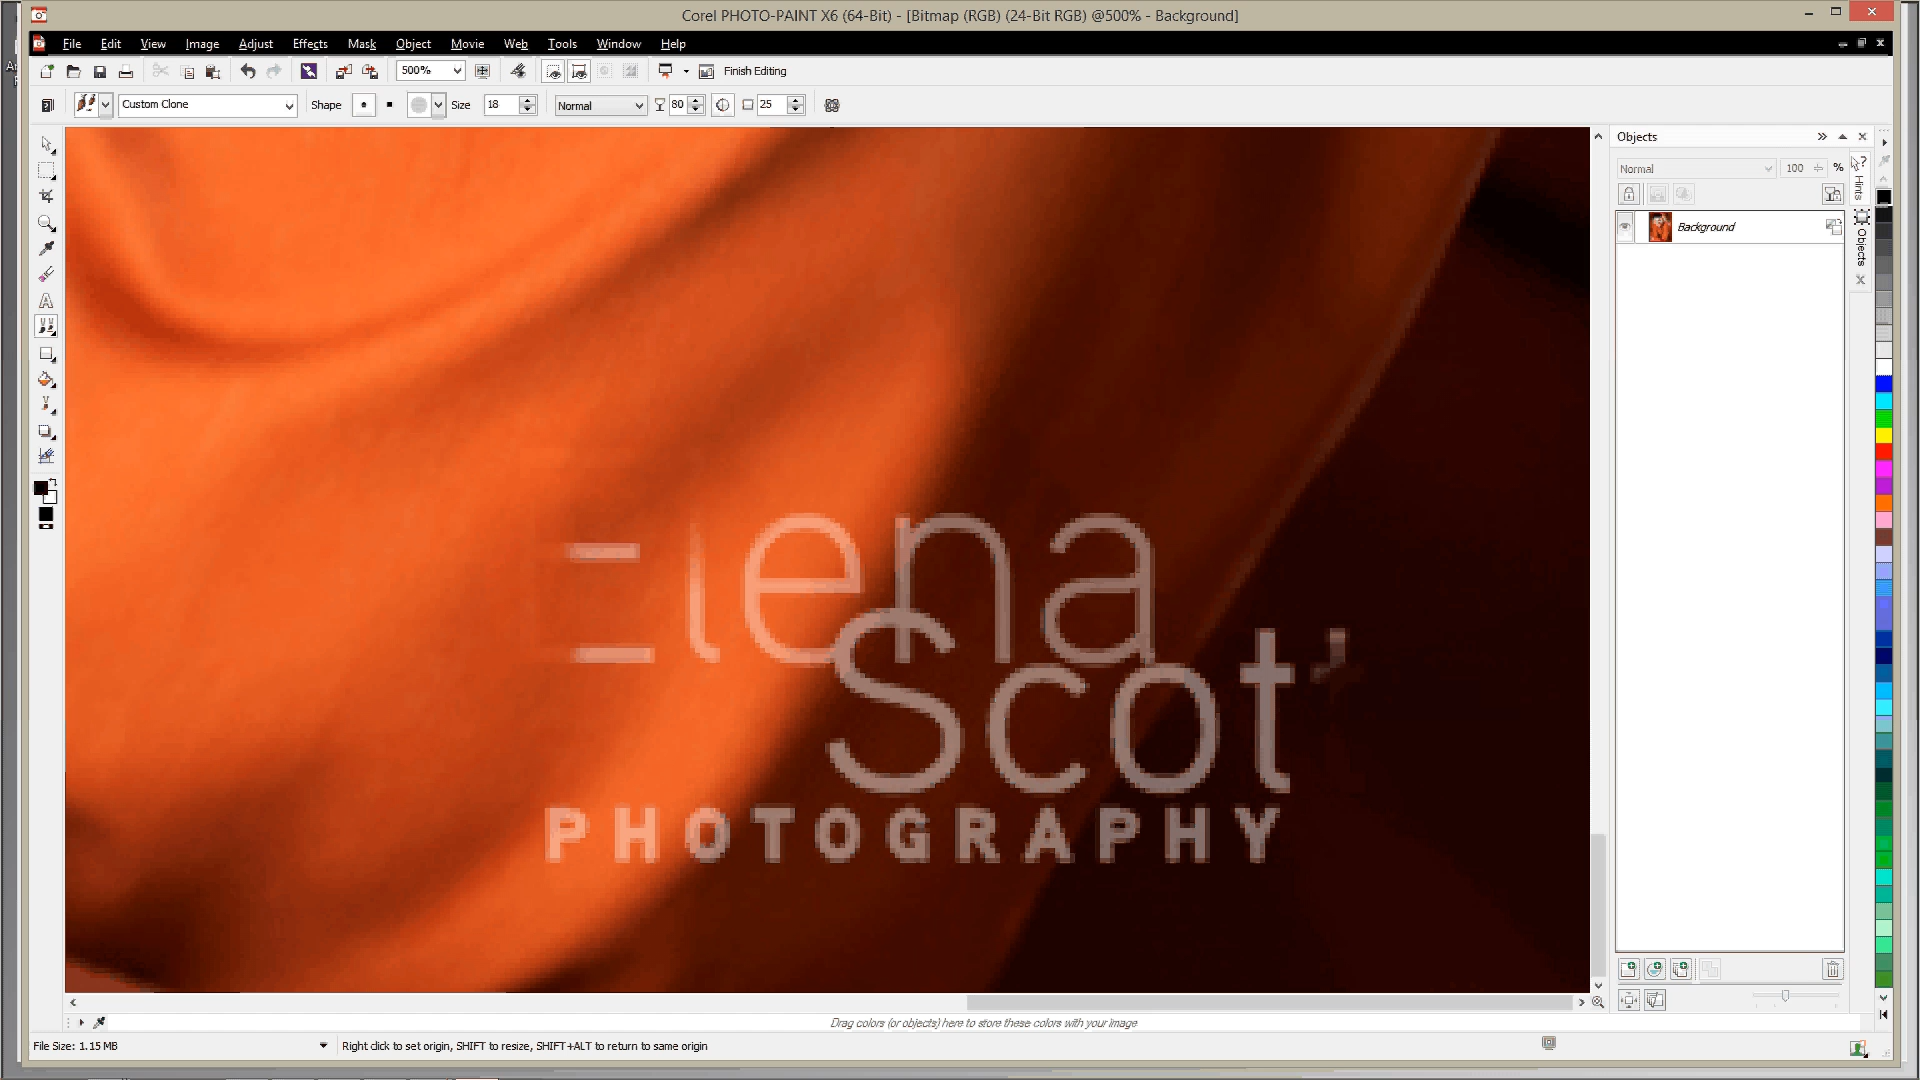 Corel PHOTO-PAINT X6 (64-Bit) - [Bitmap (RGB) (24-Bit RGB) @500% - Background]
File Edit View Image Adjust Effects Mask Object Movie Web Tools Window Help
500% Finish Editing
Custom Clone Shape Size 18 Normal 80 25
Objects
Normal 100 %
Hints
Background
Objects
Elena
Scot
PHOTOGRAPHY
Drag colors (or objects) here to store these colors with your image
File Size: 1.15 MB Right click to set origin, SHIFT to resize, SHIFT+ALT to return to same origin